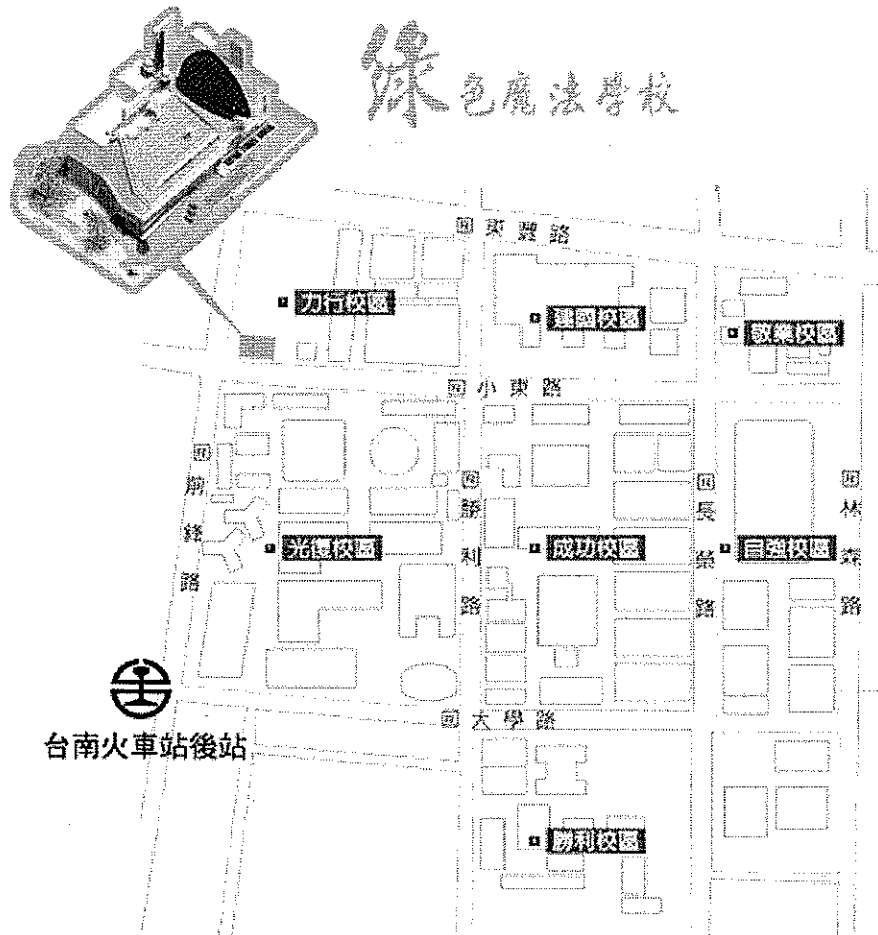 綠色魔法學校
東豐路
力行校區
建國校區
敬業校區
小東路
前鋒路
勝利路
長榮路
林森路
光復校區
成功校區
自強校區
台南火車站後站
大學路
勝利校區